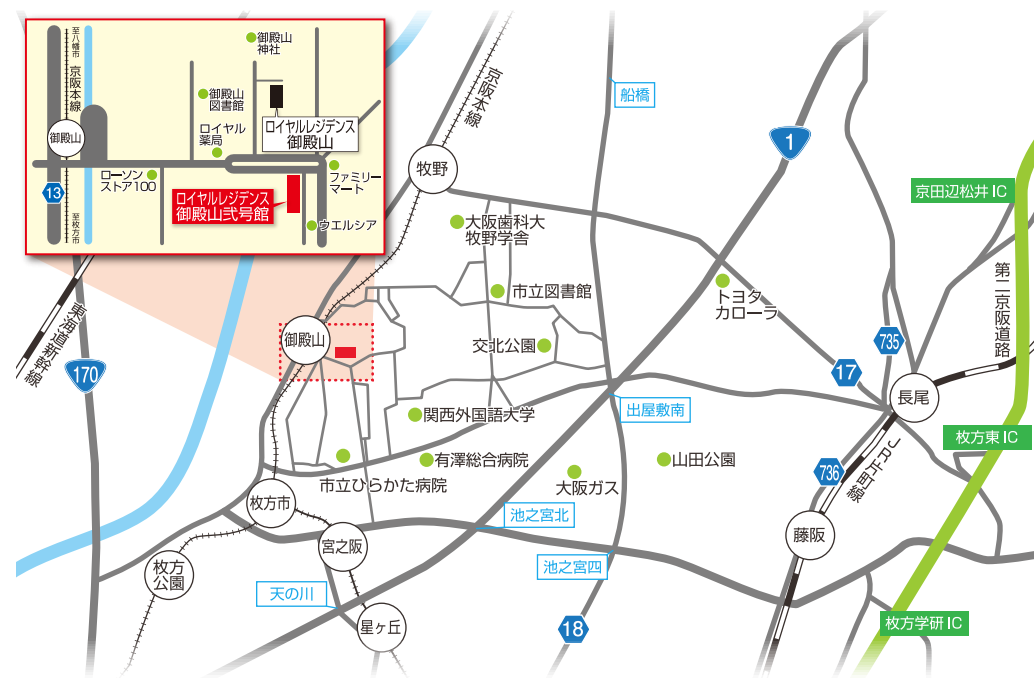 至八幡市
京阪本線
御殿山
13
至枚方市
御殿山
神社
御殿山
図書館
ロイヤル
薬局
ロイヤルレジデンス
御殿山
ローソン
ストア100
ロイヤルレジデンス
御殿山弐号館
ファミリー
マート
ウエルシア
京阪本線
船橋
1
牧野
京田辺松井IC
大阪歯科大
牧野学舎
第二京阪道路
市立図書館
トヨタ
カローラ
東海道新幹線
170
御殿山
交北公園
735
17
長尾
関西外国語大学
出屋敷南
枚方東IC
JR片町線
有澤総合病院
山田公園
736
市立ひらかた病院
大阪ガス
枚方市
池之宮北
藤阪
宮之阪
枚方
公園
池之宮四
天の川
星ヶ丘
18
枚方学研IC